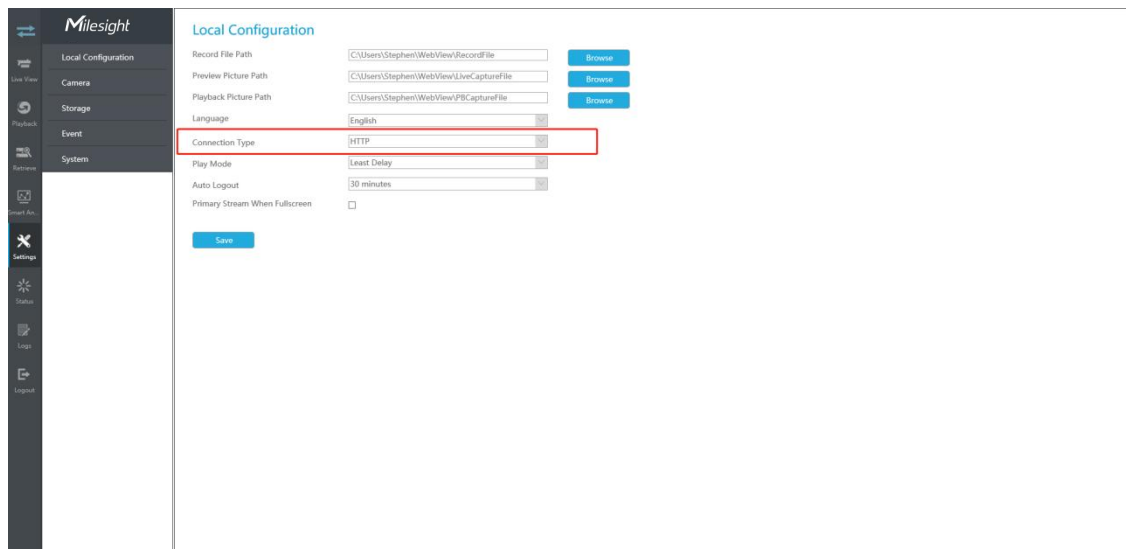 Milesight
Live View
Playback
Retrieve
Smart An...
Settings
Status
Logs
Logout
Local Configuration
Camera
Storage
Event
System
Local Configuration
Record File Path C:\Users\Stephen\WebView\RecordFile Browse
Preview Picture Path C:\Users\Stephen\WebView\LiveCaptureFile Browse
Playback Picture Path C:\Users\Stephen\WebView\PBCaptureFile Browse
Language English
Connection Type HTTP
Play Mode Least Delay
Auto Logout 30 minutes
Primary Stream When Fullscreen
Save